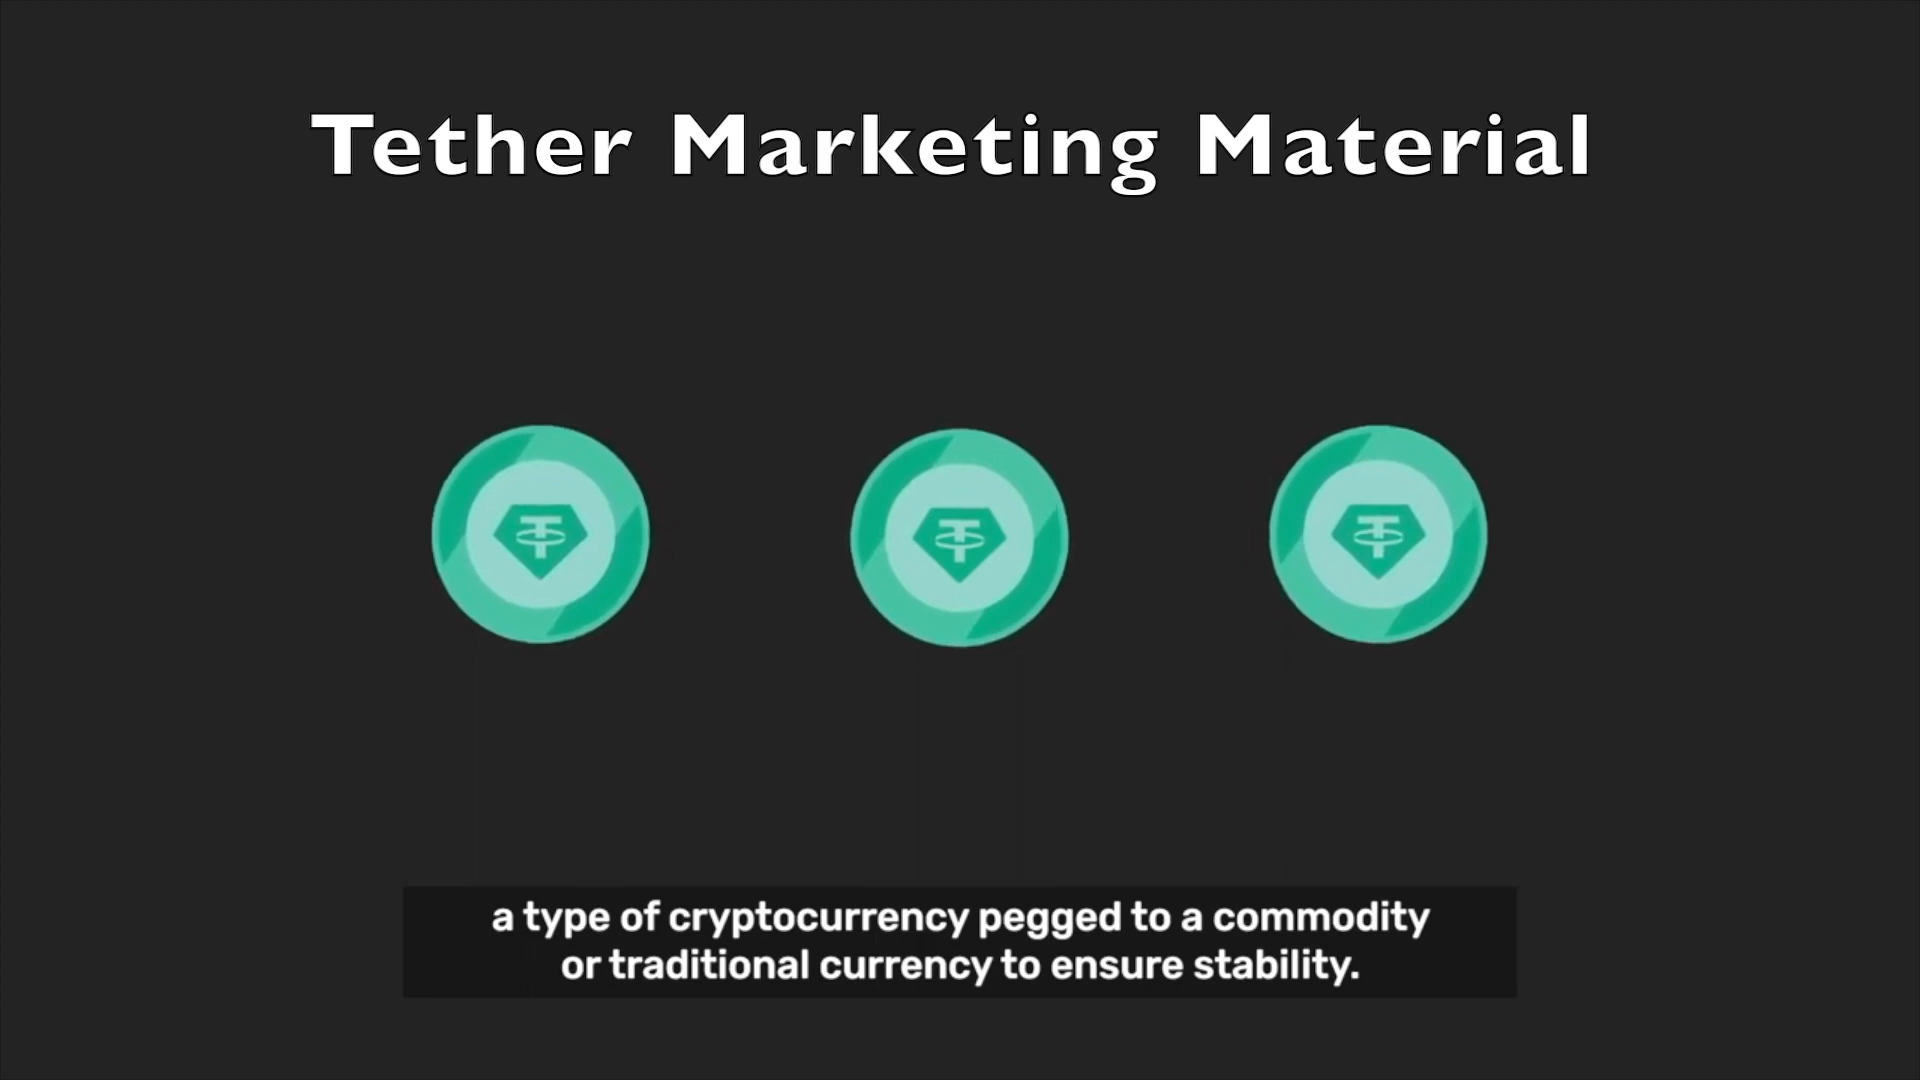 Tether Marketing Material
a type of cryptocurrency pegged to a commodity
or traditional currency to ensure stability.